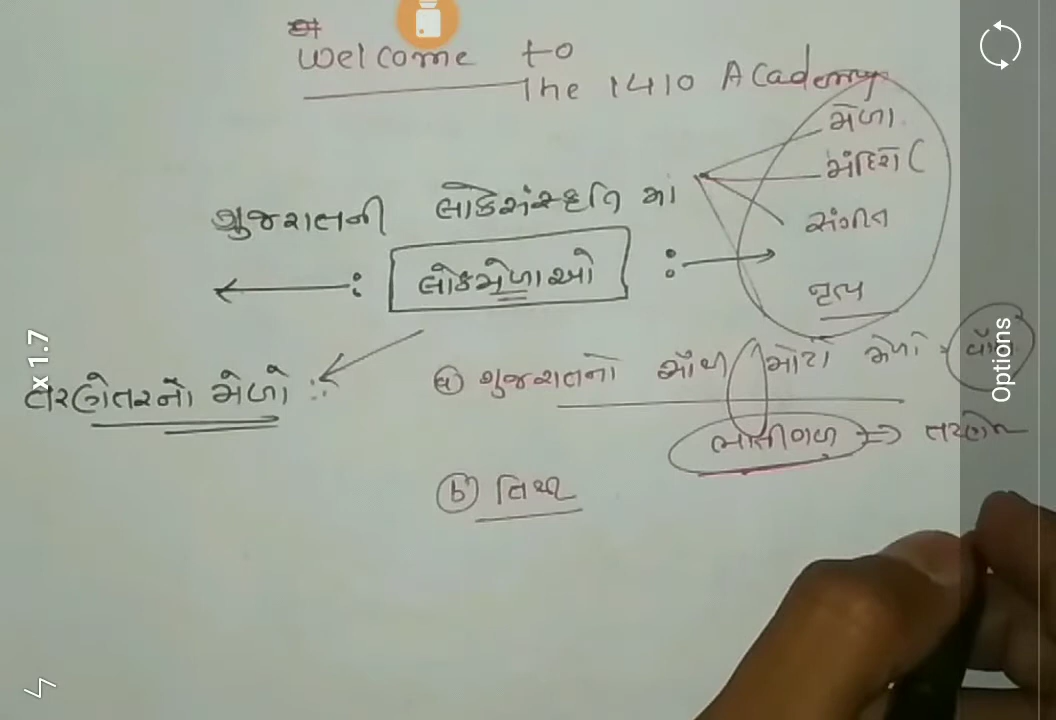 Welcome to
The 1410 Academy
મેળા
મંદિરો
સંગીત
નૃત્ય
ગુજરાતની લોકસંસ્કૃતિ માં
: લોકમેળાઓ :
તરણેતરનો મેળો :
(a) ગુજરાતનો સૌથી મોટો મેળો
ભાતીગળ => તરણેતર
(b) તિથી
x 1.7
Options